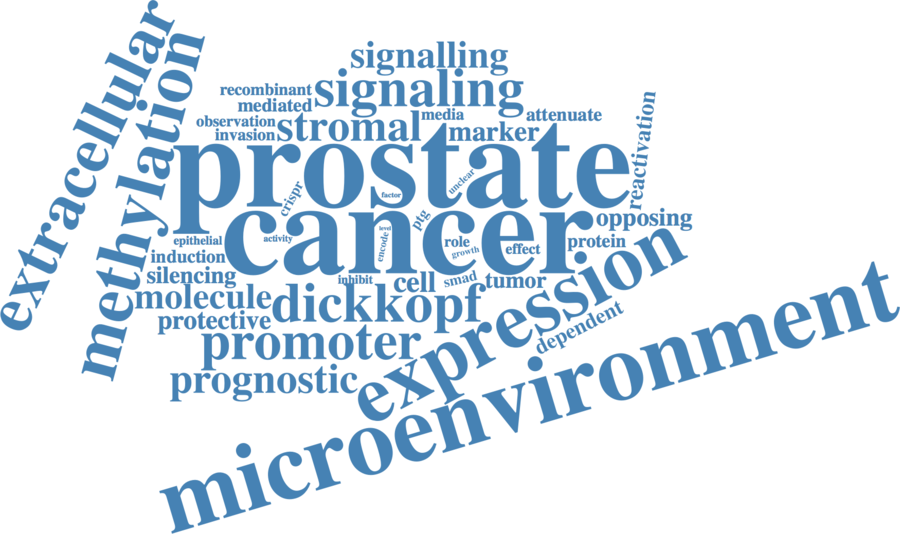 extracellular
methylation
signalling
recombinant signaling
mediated
observation stromal media marker attenuate
invasion
reactivation
prostate
crispr factor unclear
ptg
cancer opposing
epithelial activity level encode role growth effect protein
induction
silencing inhibit cell smad tumor
molecule dickkopf expression
protective dependent
promoter
prognostic
microenvironment